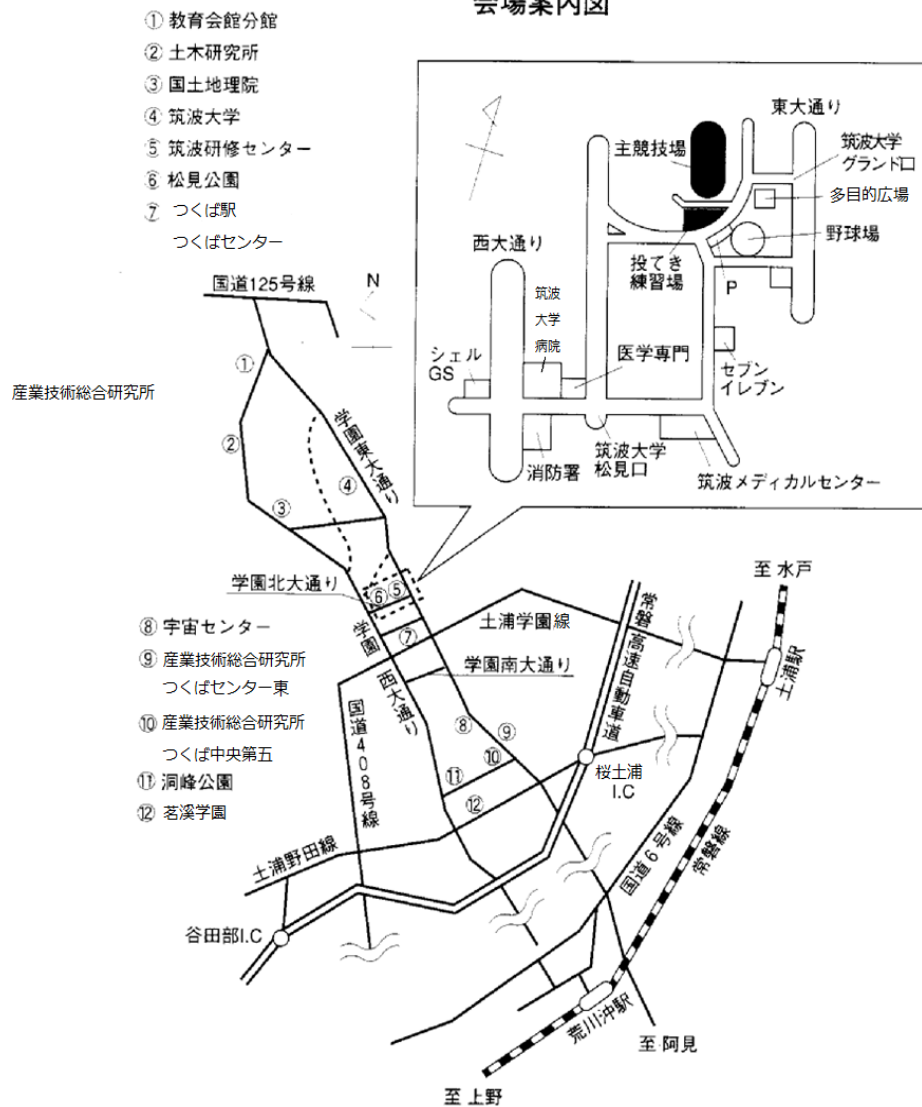 会場案内図
① 教育会館分館
② 土木研究所
③ 国土地理院
④ 筑波大学
⑤ 筑波研修センター
⑥ 松見公園
⑦ つくば駅
つくばセンター
東大通り
主競技場
筑波大学
グランド口
多目的広場
野球場
西大通り
投てき
練習場
P
筑波
大学
病院
医学専門
シェル
GS
セブン
イレブン
消防署
筑波大学
松見口
筑波メディカルセンター
国道125号線
N
①
産業技術総合研究所
②
学園東大通り
④
③
学園北大通り
⑥
⑤
至 水戸
⑧ 宇宙センター
⑨ 産業技術総合研究所
つくばセンター東
⑩ 産業技術総合研究所
つくば中央第五
⑪ 洞峰公園
⑫ 茗溪学園
学園
西大通り
⑦
土浦学園線
常磐高速自動車道
土浦駅
学園南大通り
国道408号線
⑧
⑨
⑩
⑪
⑫
桜土浦
I.C
土浦野田線
国道6号線
常磐線
谷田部I.C
荒川沖駅
至 阿見
至 上野